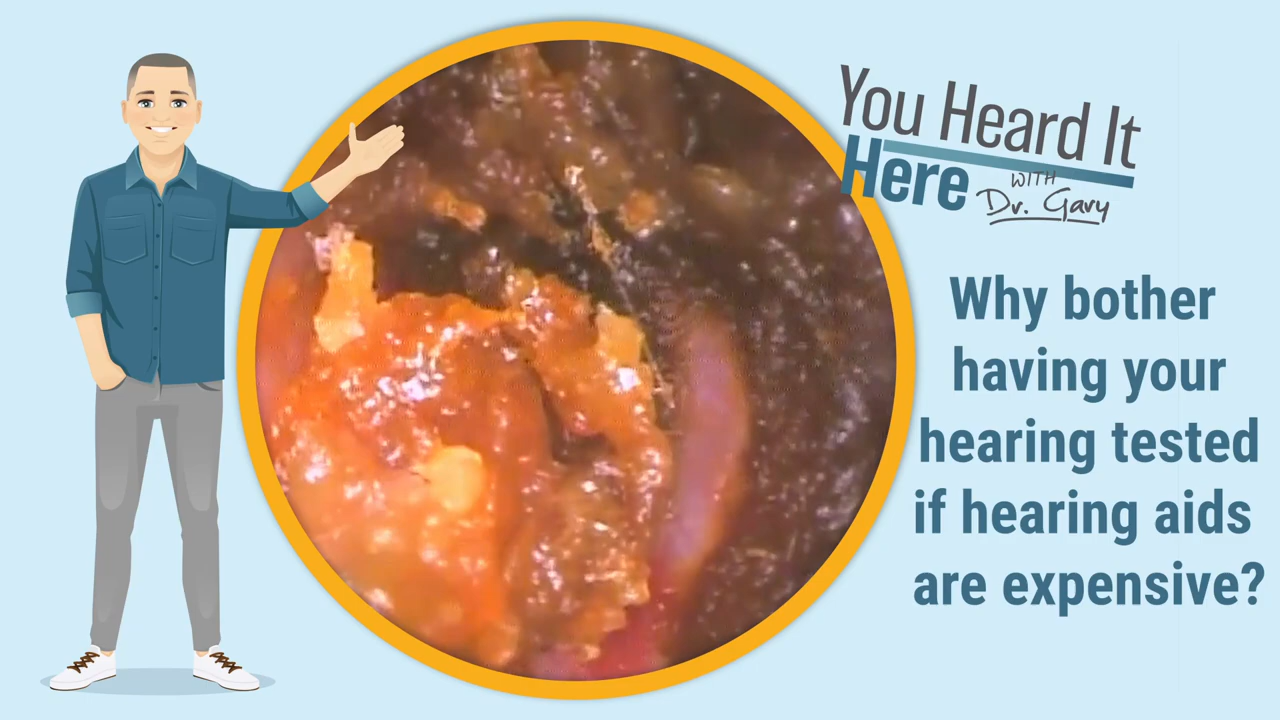 You Heard It
Here WITH
Dr. Gary
Why bother
having your
hearing tested
if hearing aids
are expensive?